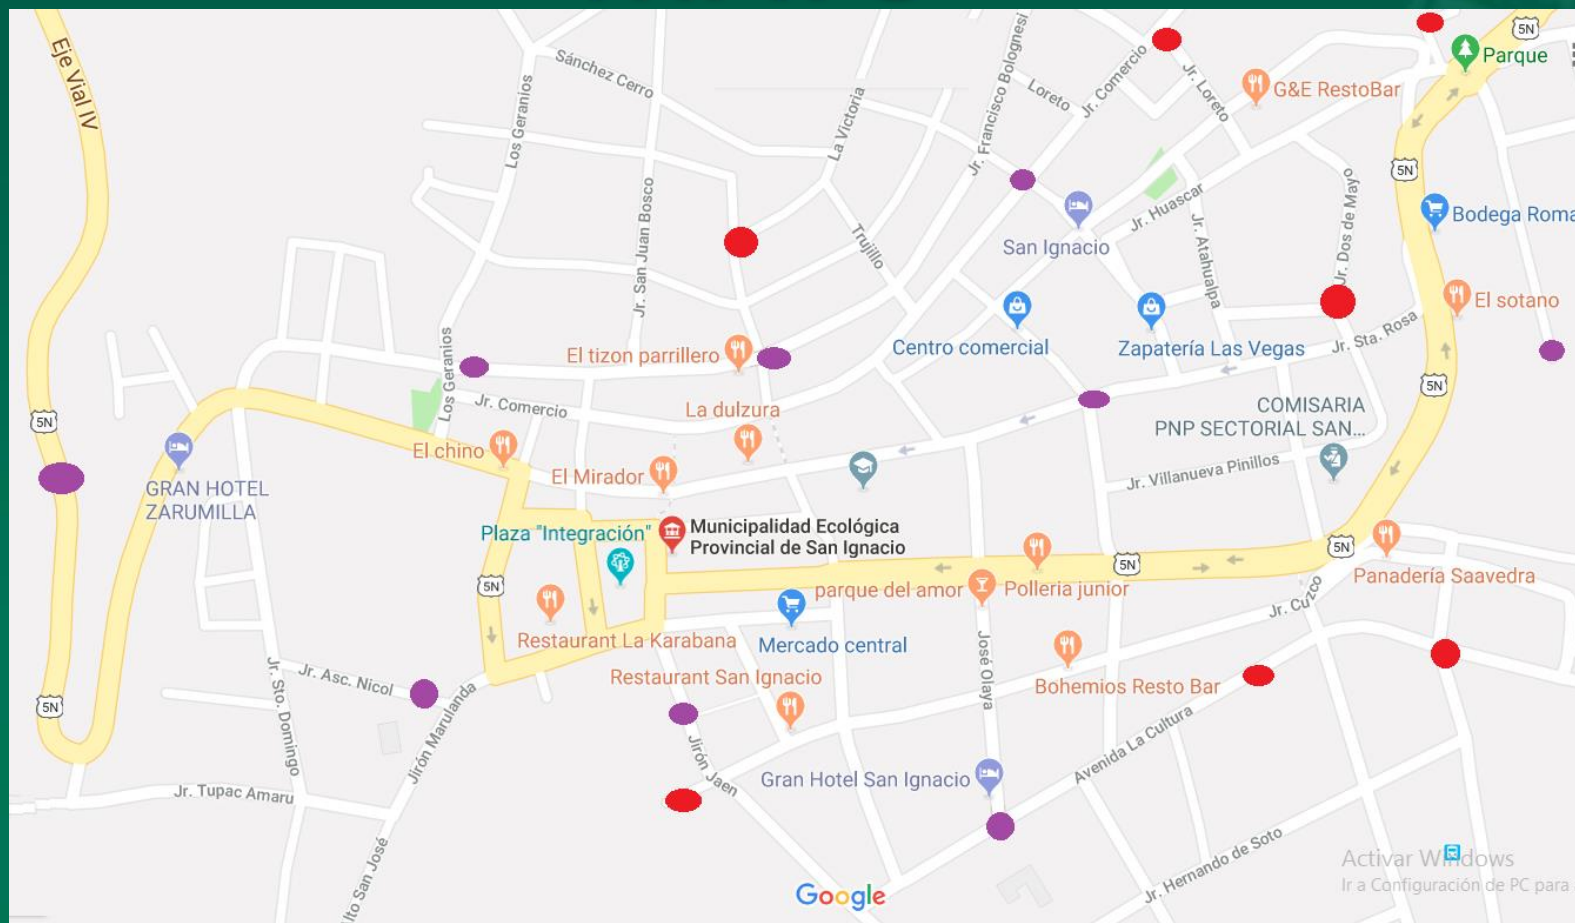 5N
Parque
Eje Vial IV
Sánchez Cerro
Los Geranios
La Victoria
Jr. Francisco Bolognesi
Loreto
Jr. Comercio
Jr. Loreto
G&E RestoBar
5N
Jr. San Juan Bosco
Trujillo
San Ignacio
Jr. Huascar
Jr. Atahualpa
Jr. Dos de Mayo
Bodega Roma
El sotano
El tizon parrillero
Centro comercial
Zapatería Las Vegas
Jr. Sta. Rosa
Los Geranios
Jr. Comercio
La dulzura
5N
5N
COMISARIA
PNP SECTORIAL SAN...
El chino
El Mirador
Jr. Villanueva Pinillos
GRAN HOTEL
ZARUMILLA
Plaza "Integración"
Municipalidad Ecológica
Provincial de San Ignacio
5N
5N
5N
parque del amor
Polleria junior
Panadería Saavedra
Jr. Cuzco
Restaurant La Karabana
Mercado central
José Olaya
Restaurant San Ignacio
Bohemios Resto Bar
Jr. Asc. Nicol
Jr. Sto. Domingo
5N
Jirón Marulanda
Jirón Jaen
Gran Hotel San Ignacio
Avenida La Cultura
Jr. Tupac Amaru
lto San José
Jr. Hernando de Soto
Google
Activar Windows
Ir a Configuración de PC para